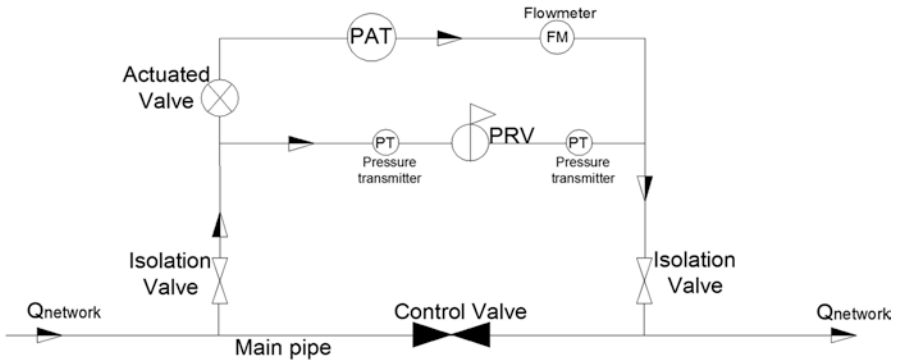 Flowmeter
PAT
FM
Actuated
Valve
PT
PRV
PT
Pressure
transmitter
Pressure
transmitter
Isolation
Valve
Isolation
Valve
Qnetwork
Control Valve
Qnetwork
Main pipe